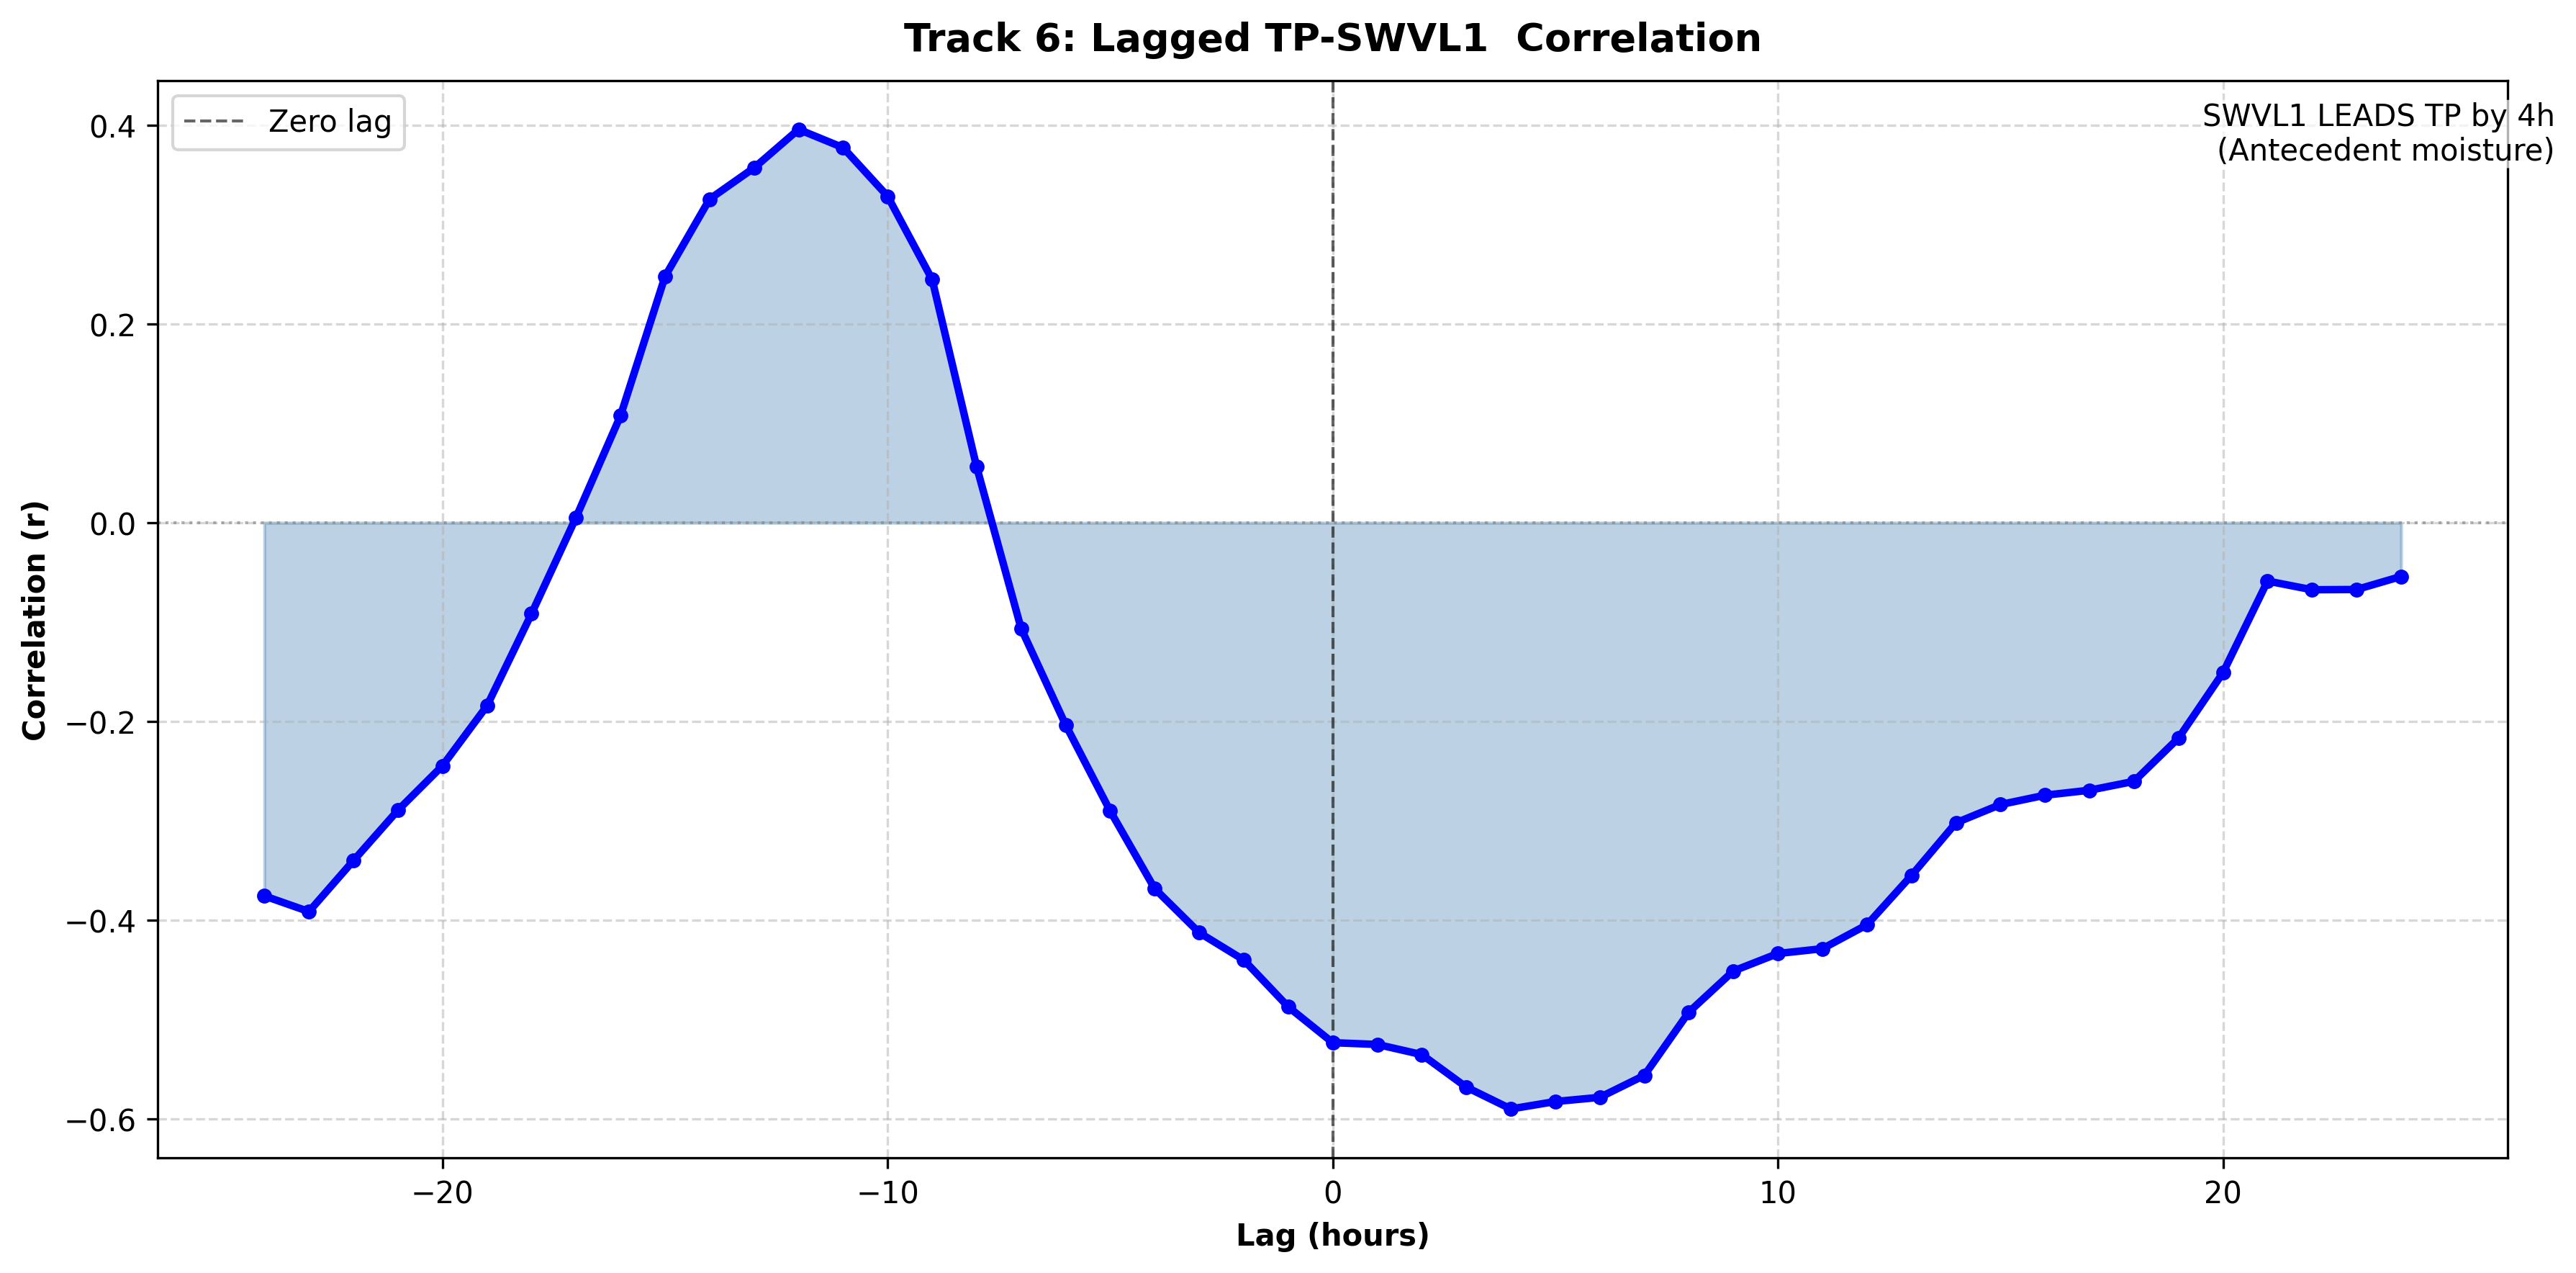 Track 6: Lagged TP-SWVL1  Correlation
Zero lag
SWVL1 LEADS TP by 4h
(Antecedent moisture)
Correlation (r)
0.4
0.2
0.0
−0.2
−0.4
−0.6
−20
−10
0
10
20
Lag (hours)